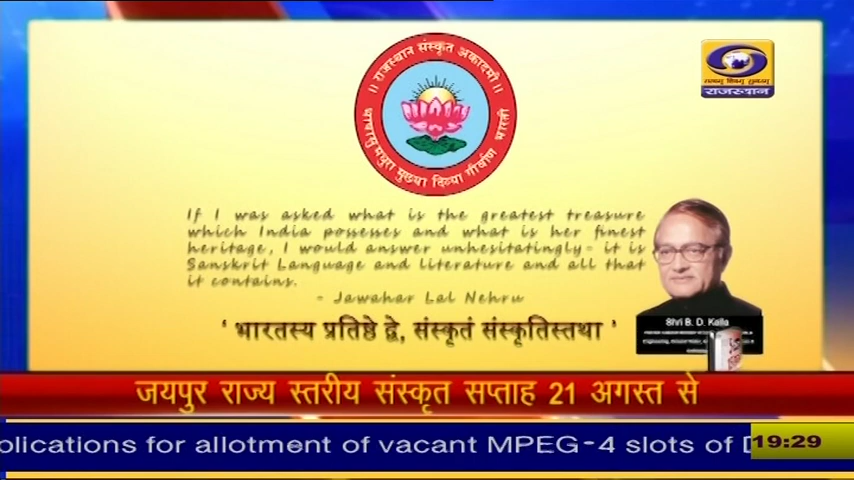 ।। राजस्थान संस्कृत अकादमी ।।
भाषासु मधुरा मुख्या दिव्या गीर्वाण भारती
सत्यम् शिवम् सुन्दरम्
राजस्थान
If I was asked what is the greatest treasure
which India possesses and what is her finest
heritage, I would answer unhesitatingly- it is
Sanskrit Language and literature and all that
it contains.
- Jawahar Lal Nehru
' भारतस्य प्रतिष्ठे द्वे, संस्कृतं संस्कृतिस्तथा '
Shri B. D. Kalla
जयपुर राज्य स्तरीय संस्कृत सप्ताह 21 अगस्त से
plications for allotment of vacant MPEG-4 slots of D
19:29